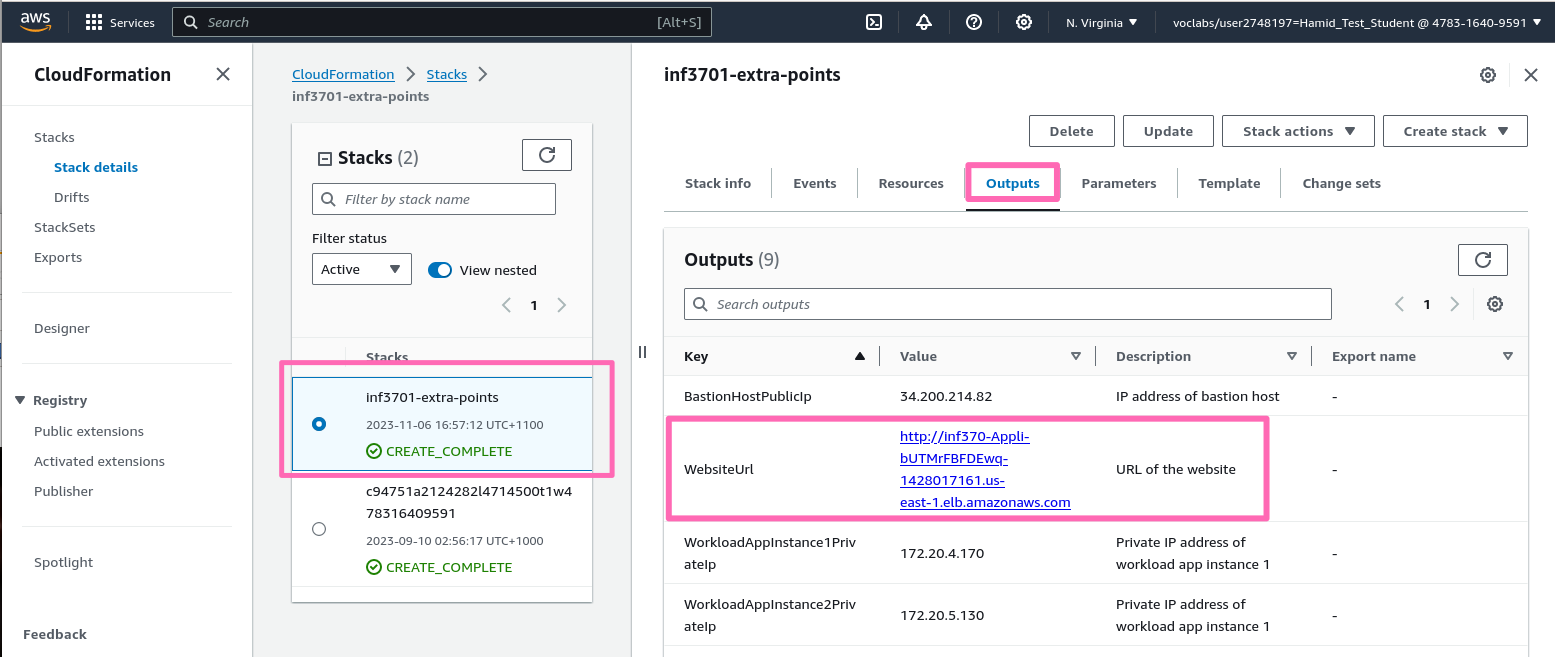 aws
Services
Search
[Alt+S]
N. Virginia
voclabs/user2748197=Hamid_Test_Student @ 4783-1640-9591
CloudFormation
Stacks
Stack details
Drifts
StackSets
Exports
Designer
Registry
Public extensions
Activated extensions
Publisher
Spotlight
Feedback
CloudFormation
Stacks
inf3701-extra-points
Stacks (2)
Filter by stack name
Filter status
Active
View nested
1
Stacks
inf3701-extra-points
2023-11-06 16:57:12 UTC+1100
CREATE_COMPLETE
c94751a2124282l4714500t1w4
78316409591
2023-09-10 02:56:17 UTC+1000
CREATE_COMPLETE
inf3701-extra-points
Delete
Update
Stack actions
Create stack
Stack info
Events
Resources
Outputs
Parameters
Template
Change sets
Outputs (9)
Search outputs
1
Key
Value
Description
Export name
BastionHostPublicIp
34.200.214.82
IP address of bastion host
-
WebsiteUrl
http://inf370-Appli-
bUTMrFBFDEwq-
1428017161.us-
east-1.elb.amazonaws.com
URL of the website
-
WorkloadAppInstance1Priv
ateIp
172.20.4.170
Private IP address of
workload app instance 1
-
WorkloadAppInstance2Priv
ateIp
172.20.5.130
Private IP address of
workload app instance 1
-